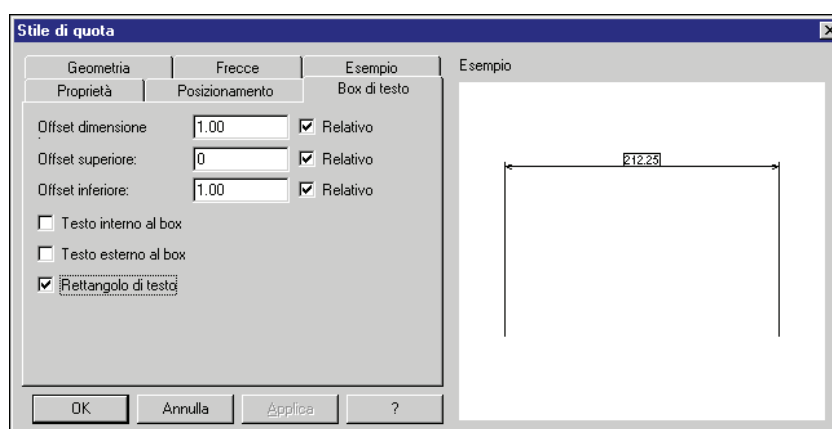 Stile di quota
Geometria Frecce Esempio
Proprietà Posizionamento Box di testo
Offset dimensione 1.00 Relativo
Offset superiore: 0 Relativo
Offset inferiore: 1.00 Relativo
Testo interno al box
Testo esterno al box
Rettangolo di testo
OK Annulla Applica ?
Esempio
212.25